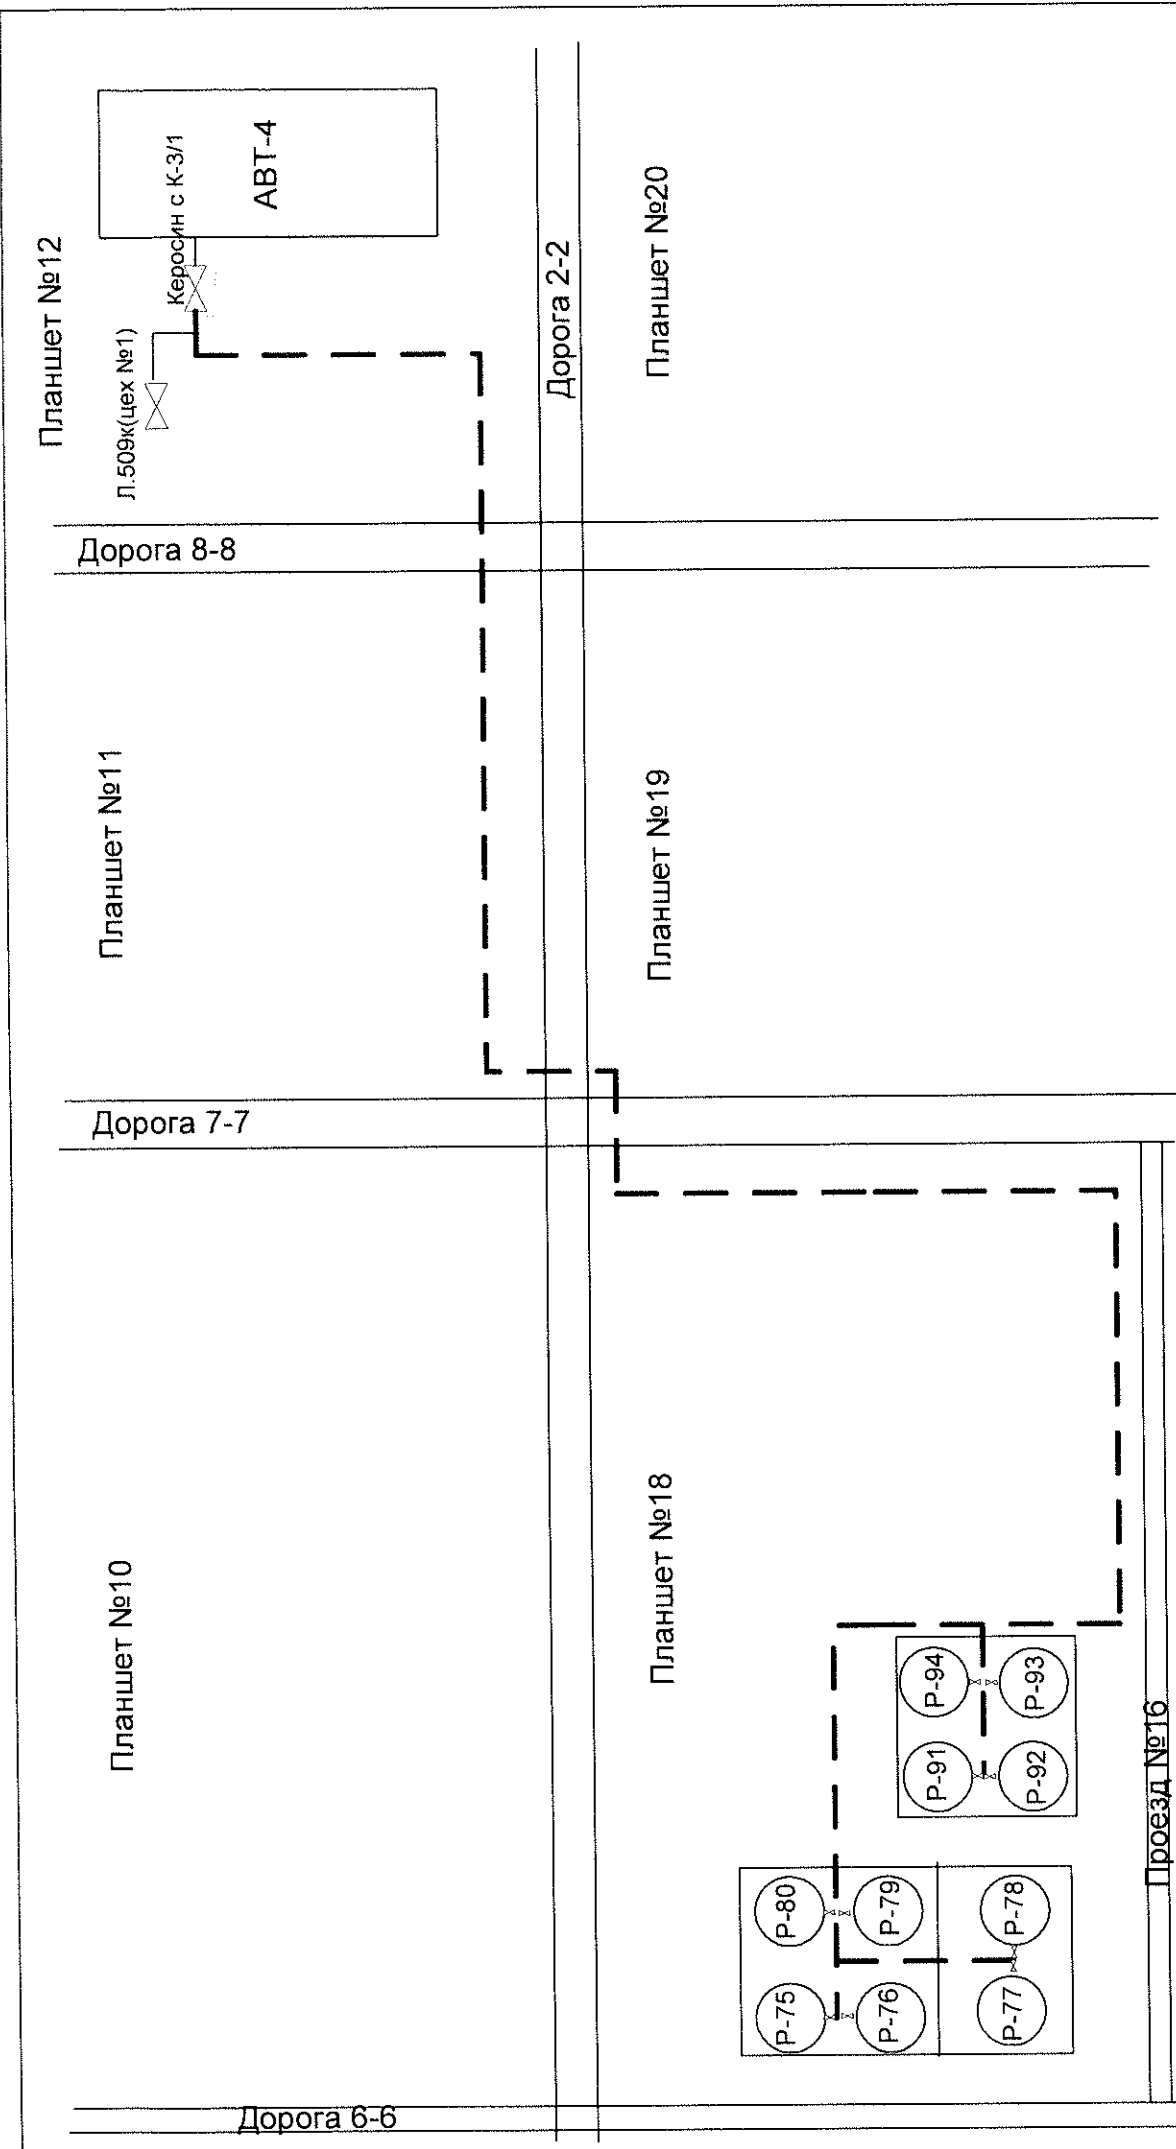 Планшет №12
Керосин с К-3/1
АВТ-4
Л.509к(цех №1)
Дорога 2-2
Планшет №20
Дорога 8-8
Планшет №11
Планшет №19
Дорога 7-7
Планшет №10
Планшет №18
Р-94
Р-93
Р-91
Р-92
Проезд №16
Р-80
Р-79
Р-78
Р-75
Р-76
Р-77
Дорога 6-6